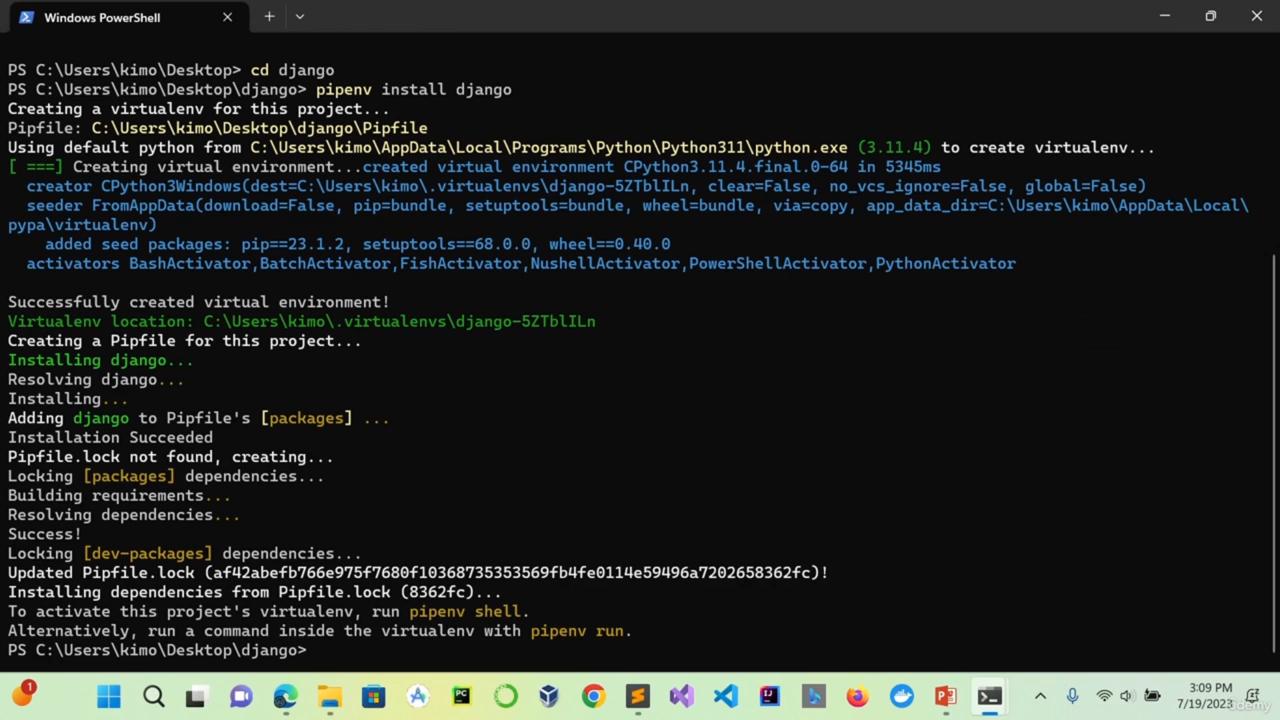 Windows PowerShell
PS C:\Users\kimo\Desktop> cd django
PS C:\Users\kimo\Desktop\django> pipenv install django
Creating a virtualenv for this project...
Pipfile: C:\Users\kimo\Desktop\django\Pipfile
Using default python from C:\Users\kimo\AppData\Local\Programs\Python\Python311\python.exe (3.11.4) to create virtualenv...
[ ===] Creating virtual environment...created virtual environment CPython3.11.4.final.0-64 in 5345ms
creator CPython3Windows(dest=C:\Users\kimo\.virtualenvs\django-5ZTblILn, clear=False, no_vcs_ignore=False, global=False)
seeder FromAppData(download=False, pip=bundle, setuptools=bundle, wheel=bundle, via=copy, app_data_dir=C:\Users\kimo\AppData\Local\
pypa\virtualenv)
added seed packages: pip==23.1.2, setuptools==68.0.0, wheel==0.40.0
activators BashActivator,BatchActivator,FishActivator,NushellActivator,PowerShellActivator,PythonActivator
Successfully created virtual environment!
Virtualenv location: C:\Users\kimo\.virtualenvs\django-5ZTblILn
Creating a Pipfile for this project...
Installing django...
Resolving django...
Installing...
Adding django to Pipfile's [packages] ...
Installation Succeeded
Pipfile.lock not found, creating...
Locking [packages] dependencies...
Building requirements...
Resolving dependencies...
Success!
Locking [dev-packages] dependencies...
Updated Pipfile.lock (af42abefb766e975f7680f10368735353569fb4fe0114e59496a7202658362fc)!
Installing dependencies from Pipfile.lock (8362fc)...
To activate this project's virtualenv, run pipenv shell.
Alternatively, run a command inside the virtualenv with pipenv run.
PS C:\Users\kimo\Desktop\django>
1
PC
3:09 PM
7/19/2023
udemy